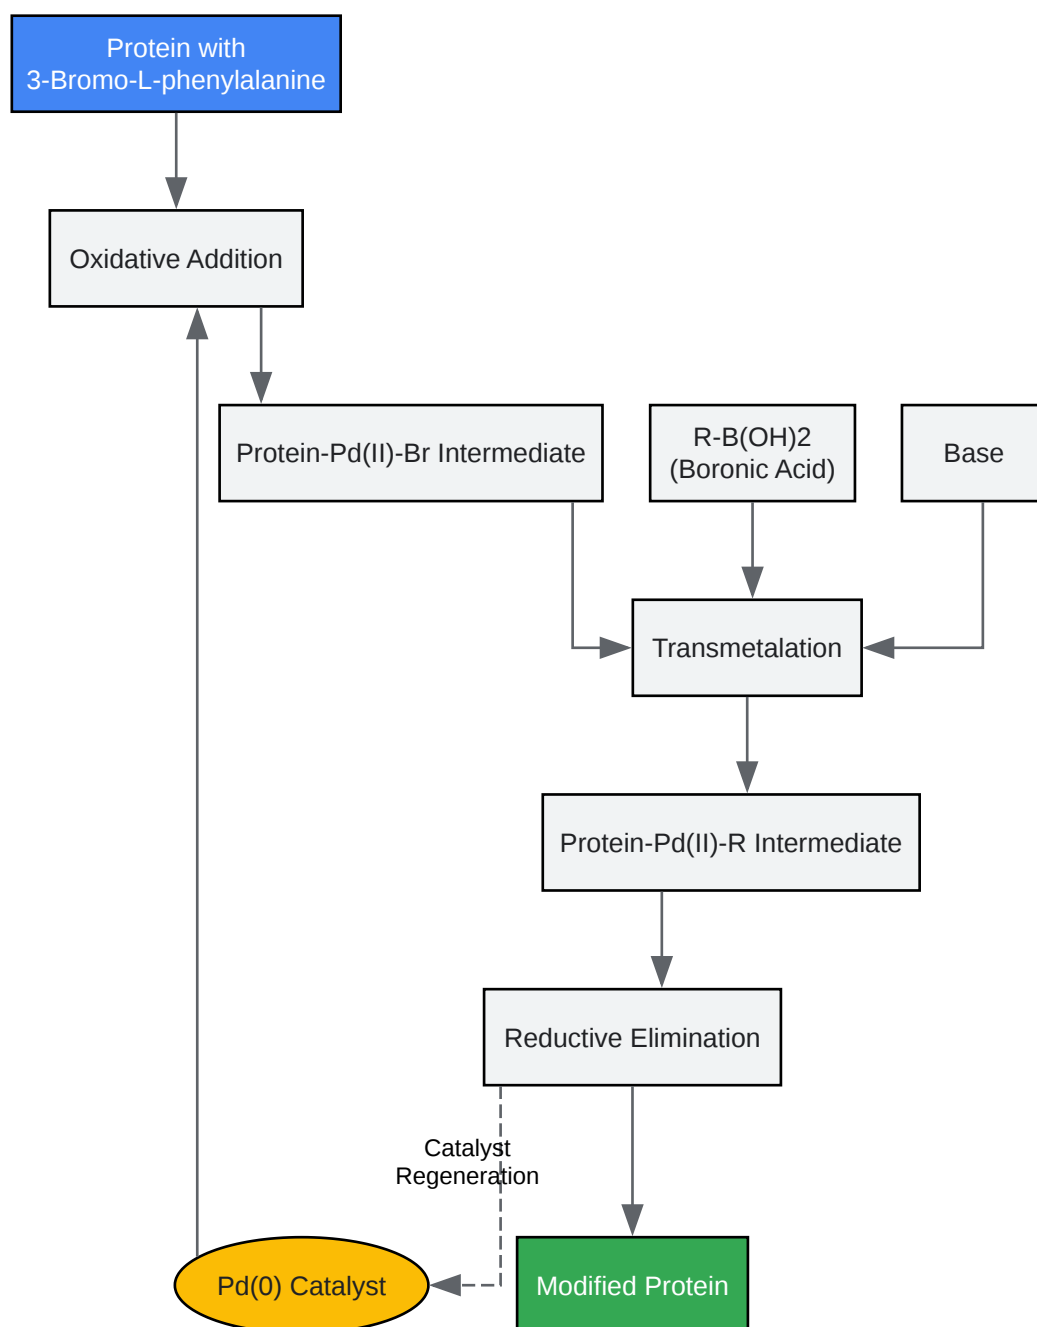 Protein with
3-Bromo-L-phenylalanine
Oxidative Addition
Protein-Pd(II)-Br Intermediate
R-B(OH)2
(Boronic Acid)
Base
Transmetalation
Protein-Pd(II)-R Intermediate
Reductive Elimination
Catalyst
Regeneration
Pd(0) Catalyst
Modified Protein